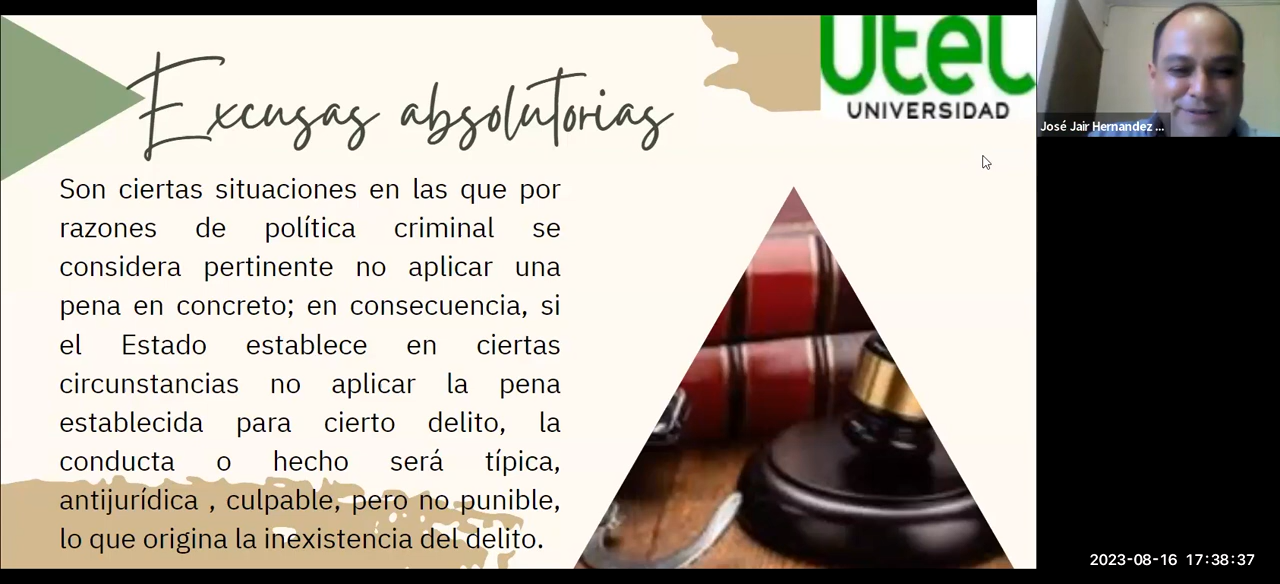 Excusas absolutorias
Utel
UNIVERSIDAD
José Jair Hernandez ...
Son ciertas situaciones en las que por
razones de política criminal se
considera pertinente no aplicar una
pena en concreto; en consecuencia, si
el Estado establece en ciertas
circunstancias no aplicar la pena
establecida para cierto delito, la
conducta o hecho será típica,
antijurídica , culpable, pero no punible,
lo que origina la inexistencia del delito.
2023-08-16 17:38:37